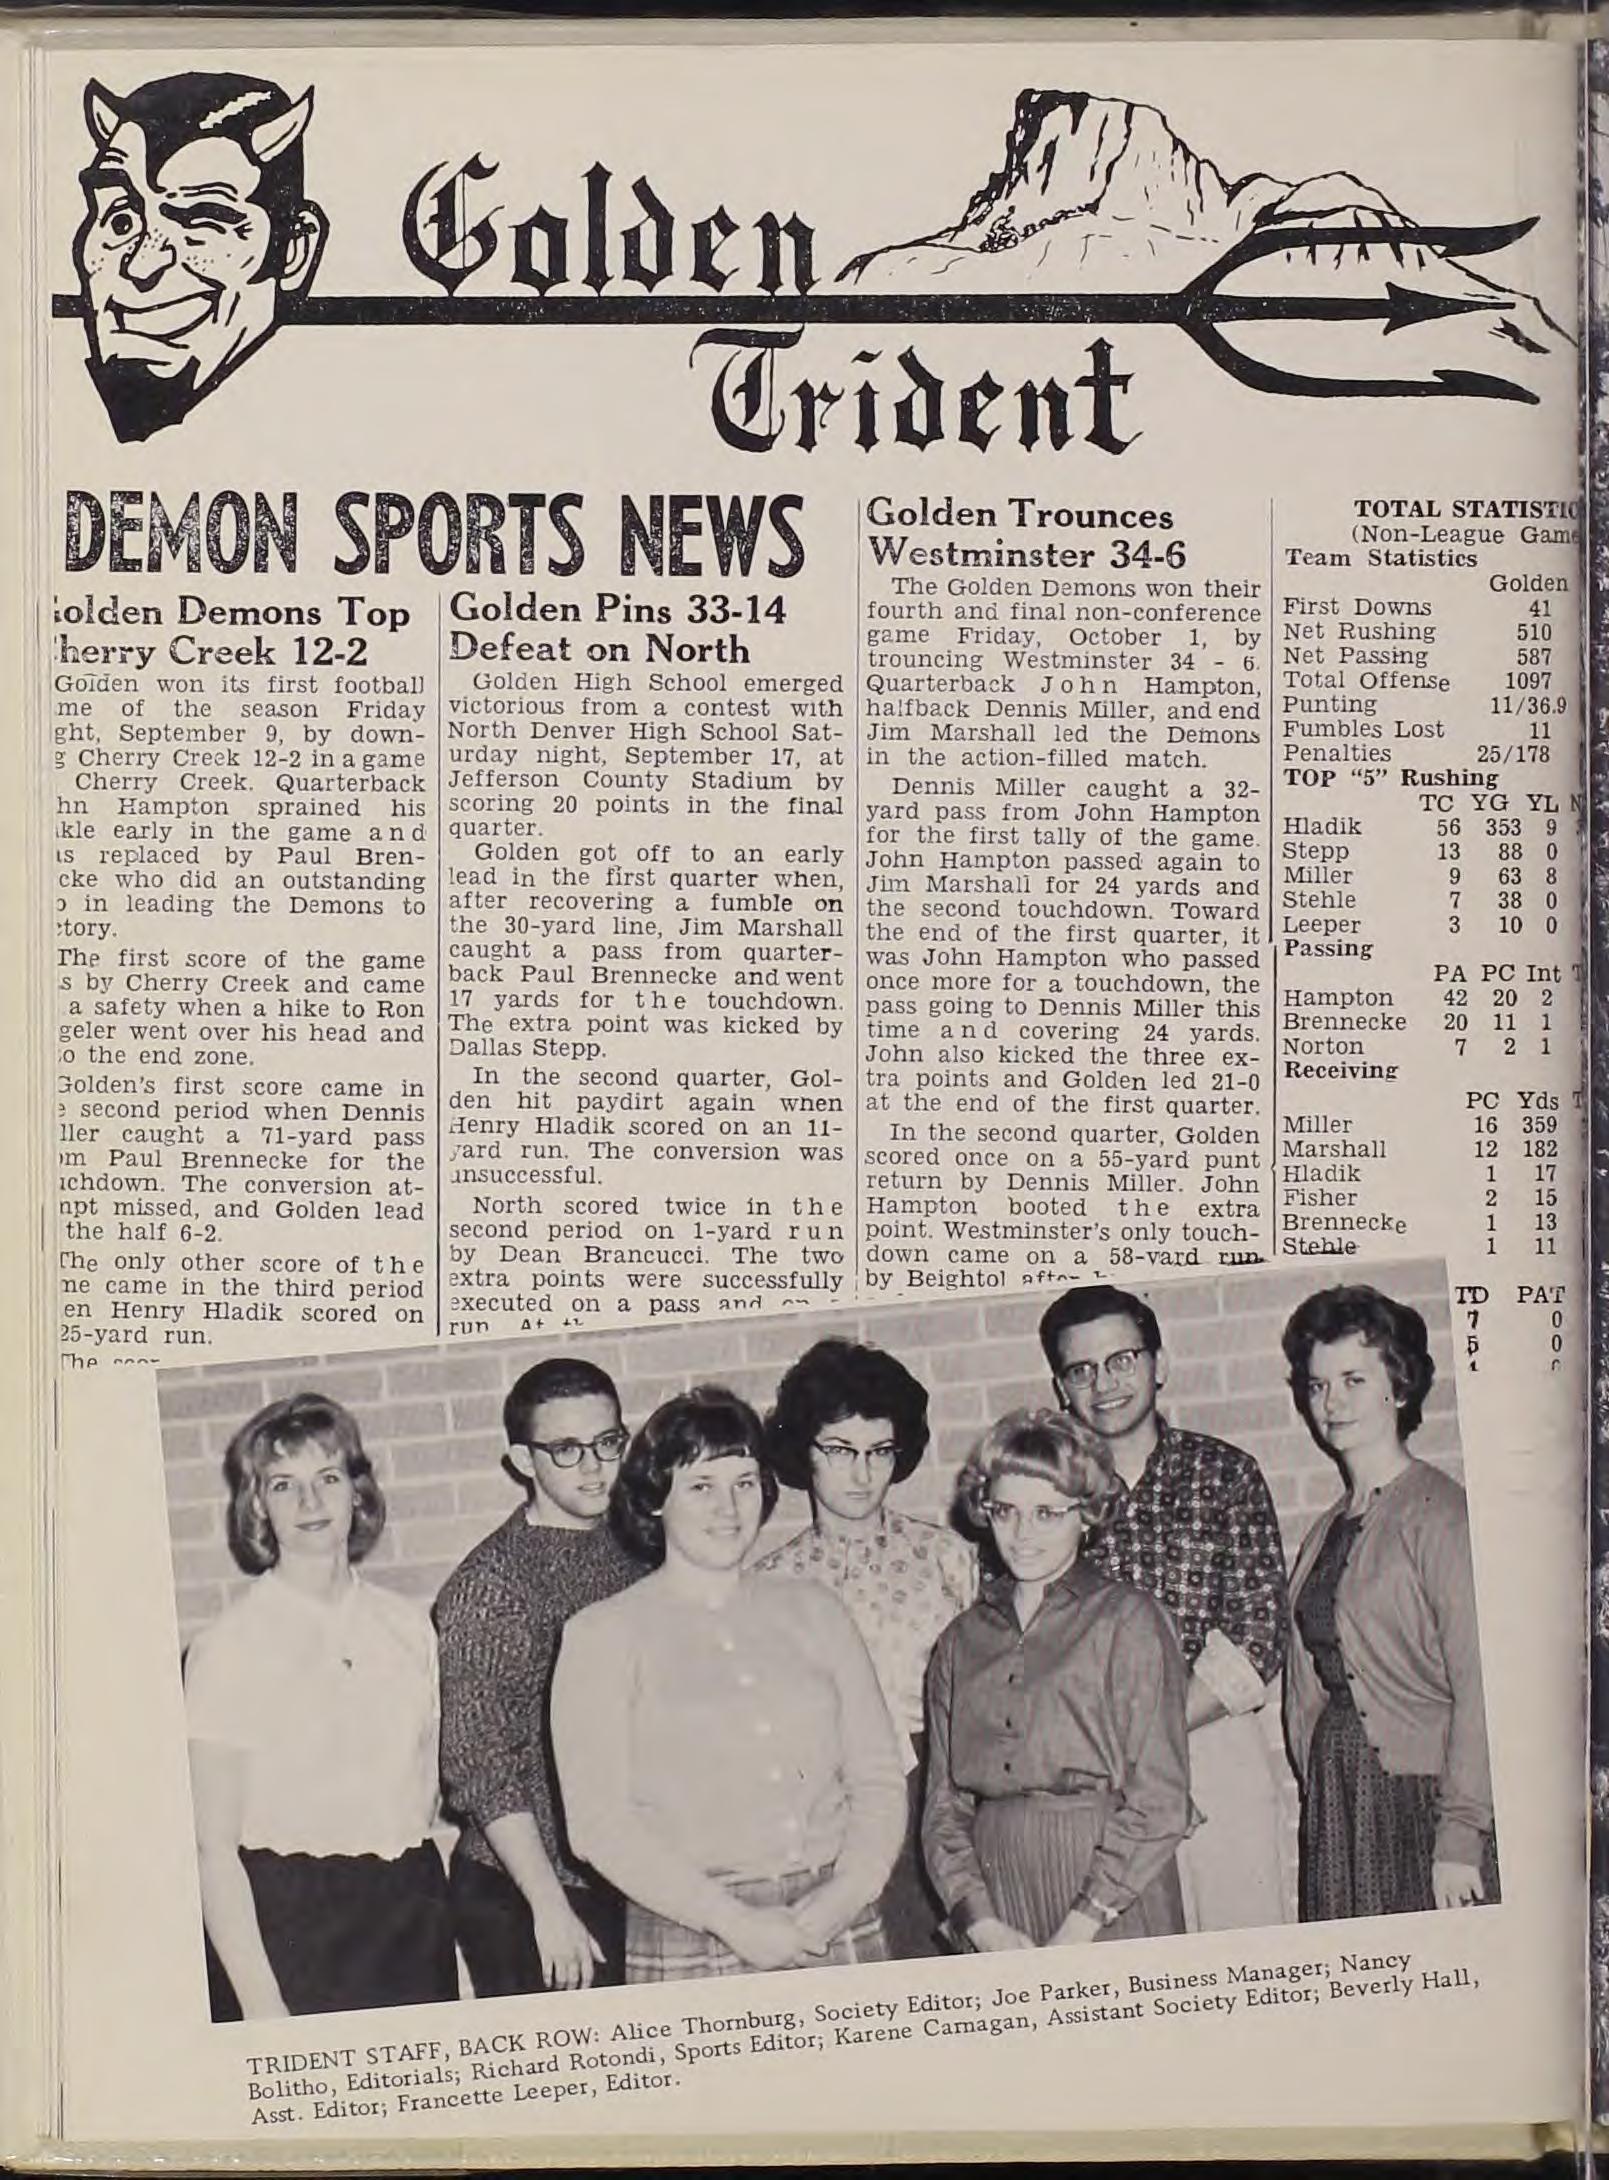 Golden
Trident
DEMON SPORTS NEWS
olden Demons Top
herry Creek 12-2
Golden won its first football
me of the season Friday
ght, September 9, by down-
g Cherry Creek 12-2 in a game
Cherry Creek. Quarterback
hn Hampton sprained his
kle early in the game and
s replaced by Paul Bren-
cke who did an outstanding
in leading the Demons to
tory.
The first score of the game
s by Cherry Creek and came
a safety when a hike to Ron
geler went over his head and
o the end zone.
Golden's first score came in
second period when Dennis
ller caught a 71-yard pass
m Paul Brennecke for the
chdown. The conversion at-
mpt missed, and Golden lead
the half 6-2.
The only other score of the
me came in the third period
en Henry Hladik scored on
25-yard run.
The
Golden Pins 33-14
Defeat on North
Golden High School emerged
victorious from a contest with
North Denver High School Sat-
urday night, September 17, at
Jefferson County Stadium by
scoring 20 points in the final
quarter.
Golden got off to an early
lead in the first quarter when,
after recovering a fumble on
the 30-yard line, Jim Marshall
caught a pass from quarter-
back Paul Brennecke and went
17 yards for the touchdown.
The extra point was kicked by
Dallas Stepp.
In the second quarter, Gol-
den hit paydirt again when
Henry Hladik scored on an 11-
yard run. The conversion was
unsuccessful.
North scored twice in the
second period on 1-yard run
by Dean Brancucci. The two
extra points were successfully
executed on a pass and
run. At
Golden Trounces
Westminster 34-6
The Golden Demons won their
fourth and final non-conference
game Friday, October 1, by
trouncing Westminster 34 - 6.
Quarterback John Hampton,
halfback Dennis Miller, and end
Jim Marshall led the Demons
in the action-filled match.
Dennis Miller caught a 32-
yard pass from John Hampton
for the first tally of the game.
John Hampton passed again to
Jim Marshall for 24 yards and
the second touchdown. Toward
the end of the first quarter, it
was John Hampton who passed
once more for a touchdown, the
pass going to Dennis Miller this
time and covering 24 yards.
John also kicked the three ex-
tra points and Golden led 21-0
at the end of the first quarter.
In the second quarter, Golden
scored once on a 55-yard punt
return by Dennis Miller. John
Hampton booted the extra
point. Westminster's only touch-
down came on a 58-yard run
by Beightol
TOTAL STATISTIC
(Non-League Game
Team Statistics
Golden
First Downs 41
Net Rushing 510
Net Passing 587
Total Offense 1097
Punting 11/36.9
Fumbles Lost 11
Penalties 25/178
TOP "5" Rushing
TC YG YL N
Hladik 56 353 9
Stepp 13 88 0
Miller 9 63 8
Stehle 7 38 0
Leeper 3 10 0
Passing
PA PC Int
Hampton 42 20 2
Brennecke 20 11 1
Norton 7 2 1
Receiving
PC Yds
Miller 16 359
Marshall 12 182
Hladik 1 17
Fisher 2 15
Brennecke 1 13
Stehle 1 11
TD PAT
7 0
5 0
TRIDENT STAFF, BACK ROW: Alice Thornburg, Society Editor; Joe Parker, Business Manager; Nancy
Bolitho, Editorials; Richard Rotondi, Sports Editor; Karene Carnagan, Assistant Society Editor; Beverly Hall,
Asst. Editor; Francette Leeper, Editor.